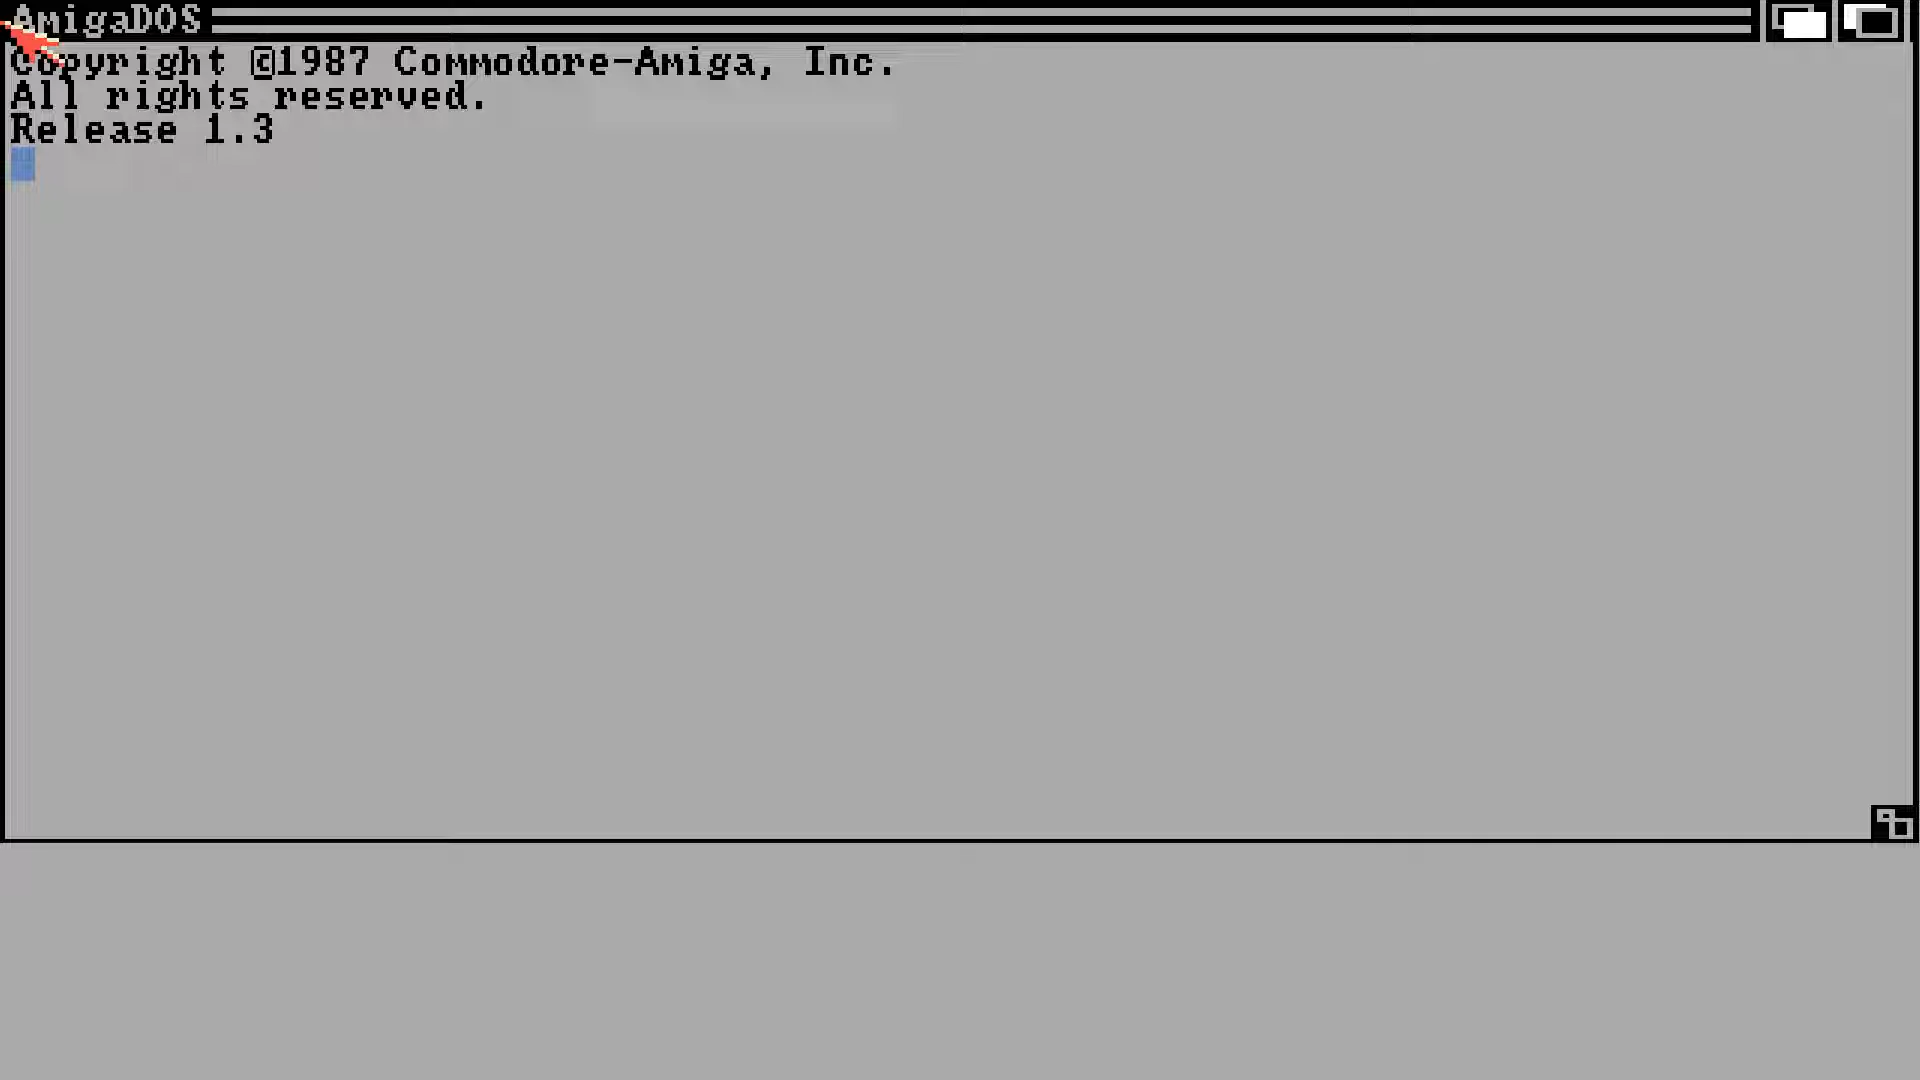 AmigaDOS
Copyright ©1987 Commodore-Amiga, Inc.
All rights reserved.
Release 1.3